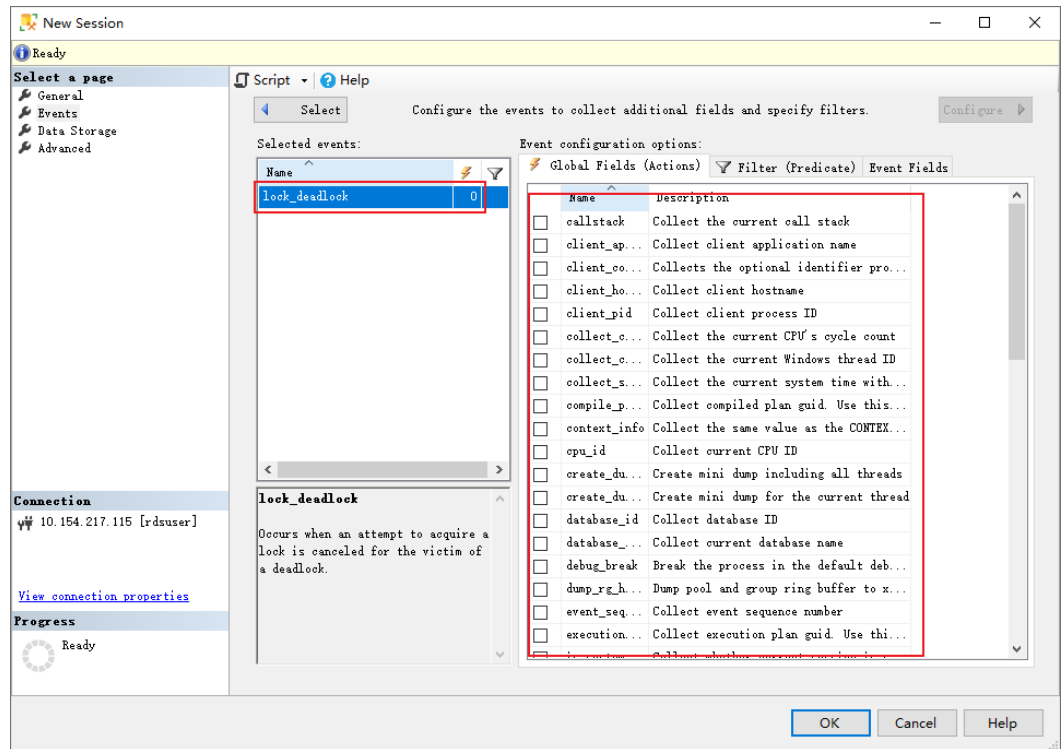 New Session
Ready
Select a page
General
Events
Data Storage
Advanced
Script
Help
Select
Configure the events to collect additional fields and specify filters.
Configure
Selected events:
Name
lock_deadlock 0
Event configuration options:
Global Fields (Actions) Filter (Predicate) Event Fields
Name Description
callstack Collect the current call stack
client_ap... Collect client application name
client_co... Collects the optional identifier pro...
client_ho... Collect client hostname
client_pid Collect client process ID
collect_c... Collect the current CPU's cycle count
collect_c... Collect the current Windows thread ID
collect_s... Collect the current system time with...
compile_p... Collect compiled plan guid. Use this...
context_info Collect the same value as the CONTEX...
cpu_id Collect current CPU ID
create_du... Create mini dump including all threads
create_du... Create mini dump for the current thread
database_id Collect database ID
database_... Collect current database name
debug_break Break the process in the default deb...
dump_rg_h... Dump pool and group ring buffer to x...
event_seq... Collect event sequence number
execution... Collect execution plan guid. Use thi...
lock_deadlock
Occurs when an attempt to acquire a
lock is canceled for the victim of
a deadlock.
Connection
10.154.217.115 [rdsuser]
View connection properties
Progress
Ready
OK
Cancel
Help